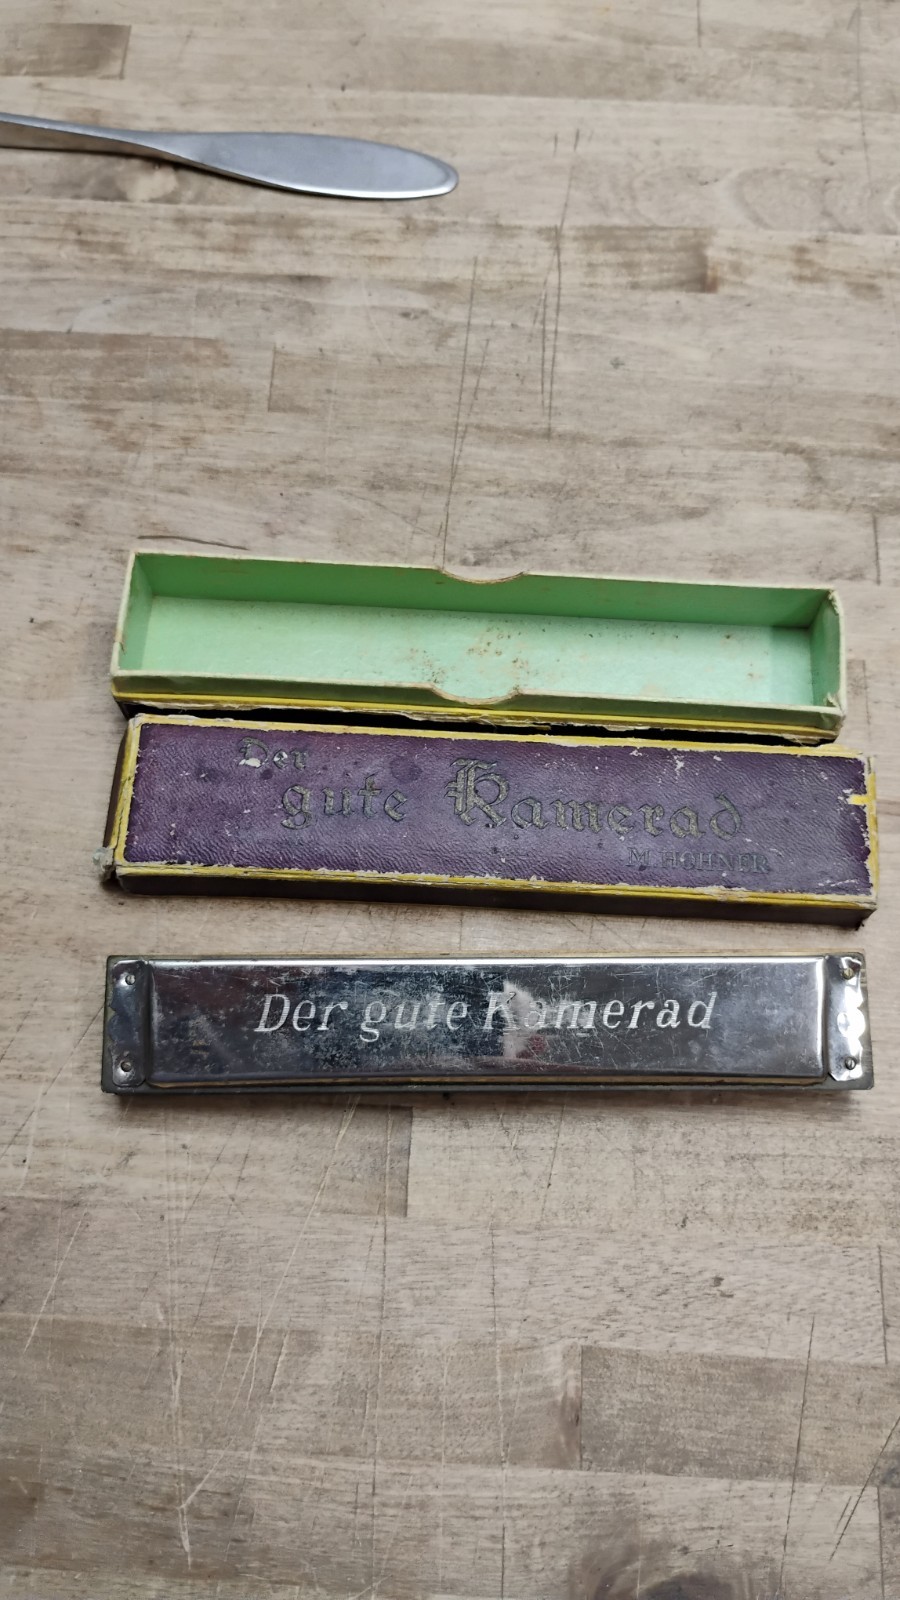 Der
gute Kamerad
M. HOHNER
Der gute Kamerad